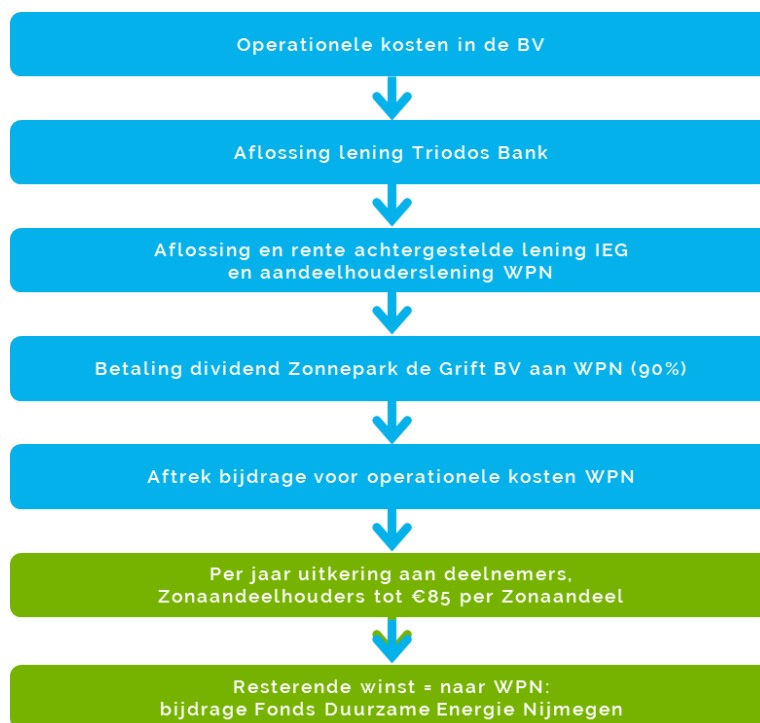 Operationele kosten in de BV
Aflossing lening Triodos Bank
Aflossing en rente achtergestelde lening IEG
en aandeelhouderslening WPN
Betaling dividend Zonnepark de Grift BV aan WPN (90%)
Aftrek bijdrage voor operationele kosten WPN
Per jaar uitkering aan deelnemers,
Zonaandeelhouders tot €85 per Zonaandeel
Resterende winst = naar WPN:
bijdrage Fonds Duurzame Energie Nijmegen